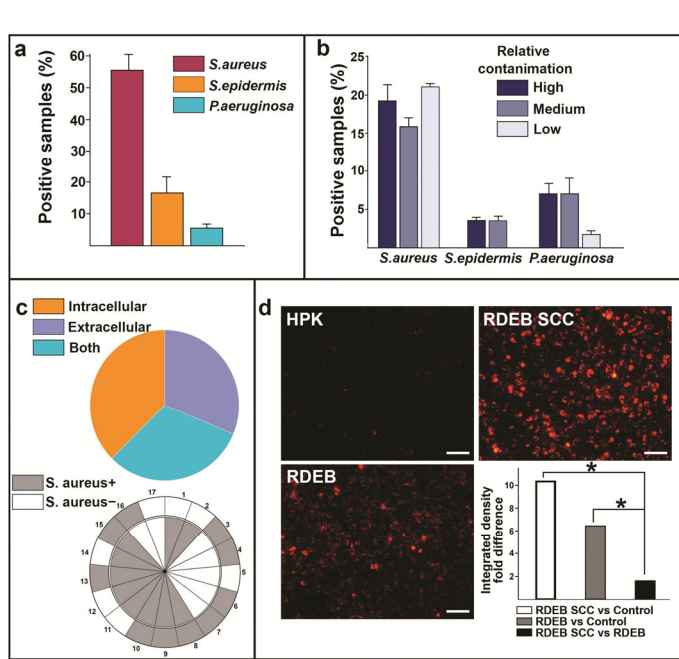 a
60
50
40
30
20
10
Positive samples (%)
S.aureus
S.epidermis
P.aeruginosa
b
25
20
15
10
5
Positive samples (%)
Relative
contanimation
High
Medium
Low
S.aureus S.epidermis P.aeruginosa
c
Intracellular
Extracellular
Both
S. aureus+
S. aureus−
1
2
3
4
5
6
7
8
9
10
11
12
13
14
15
16
17
d
HPK
RDEB SCC
RDEB
10
8
6
4
2
Integrated density
fold difference
*
*
RDEB SCC vs Control
RDEB vs Control
RDEB SCC vs RDEB